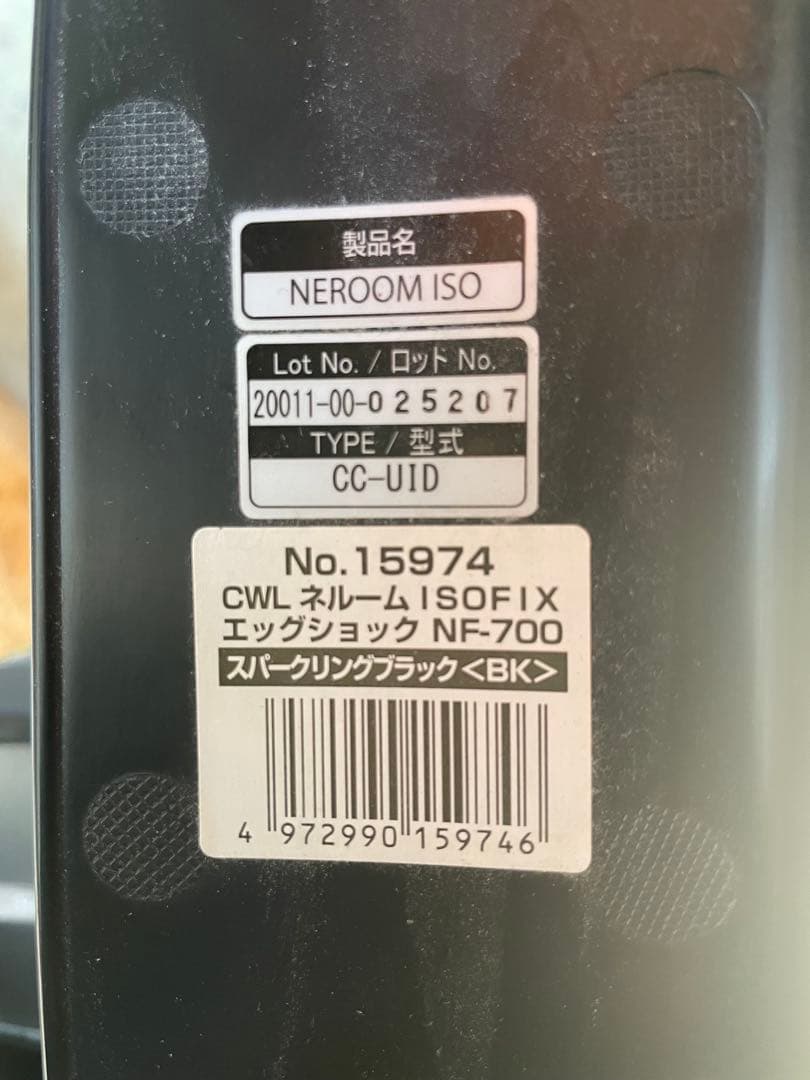 製品名
NEROOM ISO
Lot No. / ロット No.
20011-00-025207
TYPE / 型式
CC-UID
No.15974
CWL ネルーム ISOFIX
エッグショック NF-700
スパークリングブラック<BK>
4 972990 159746